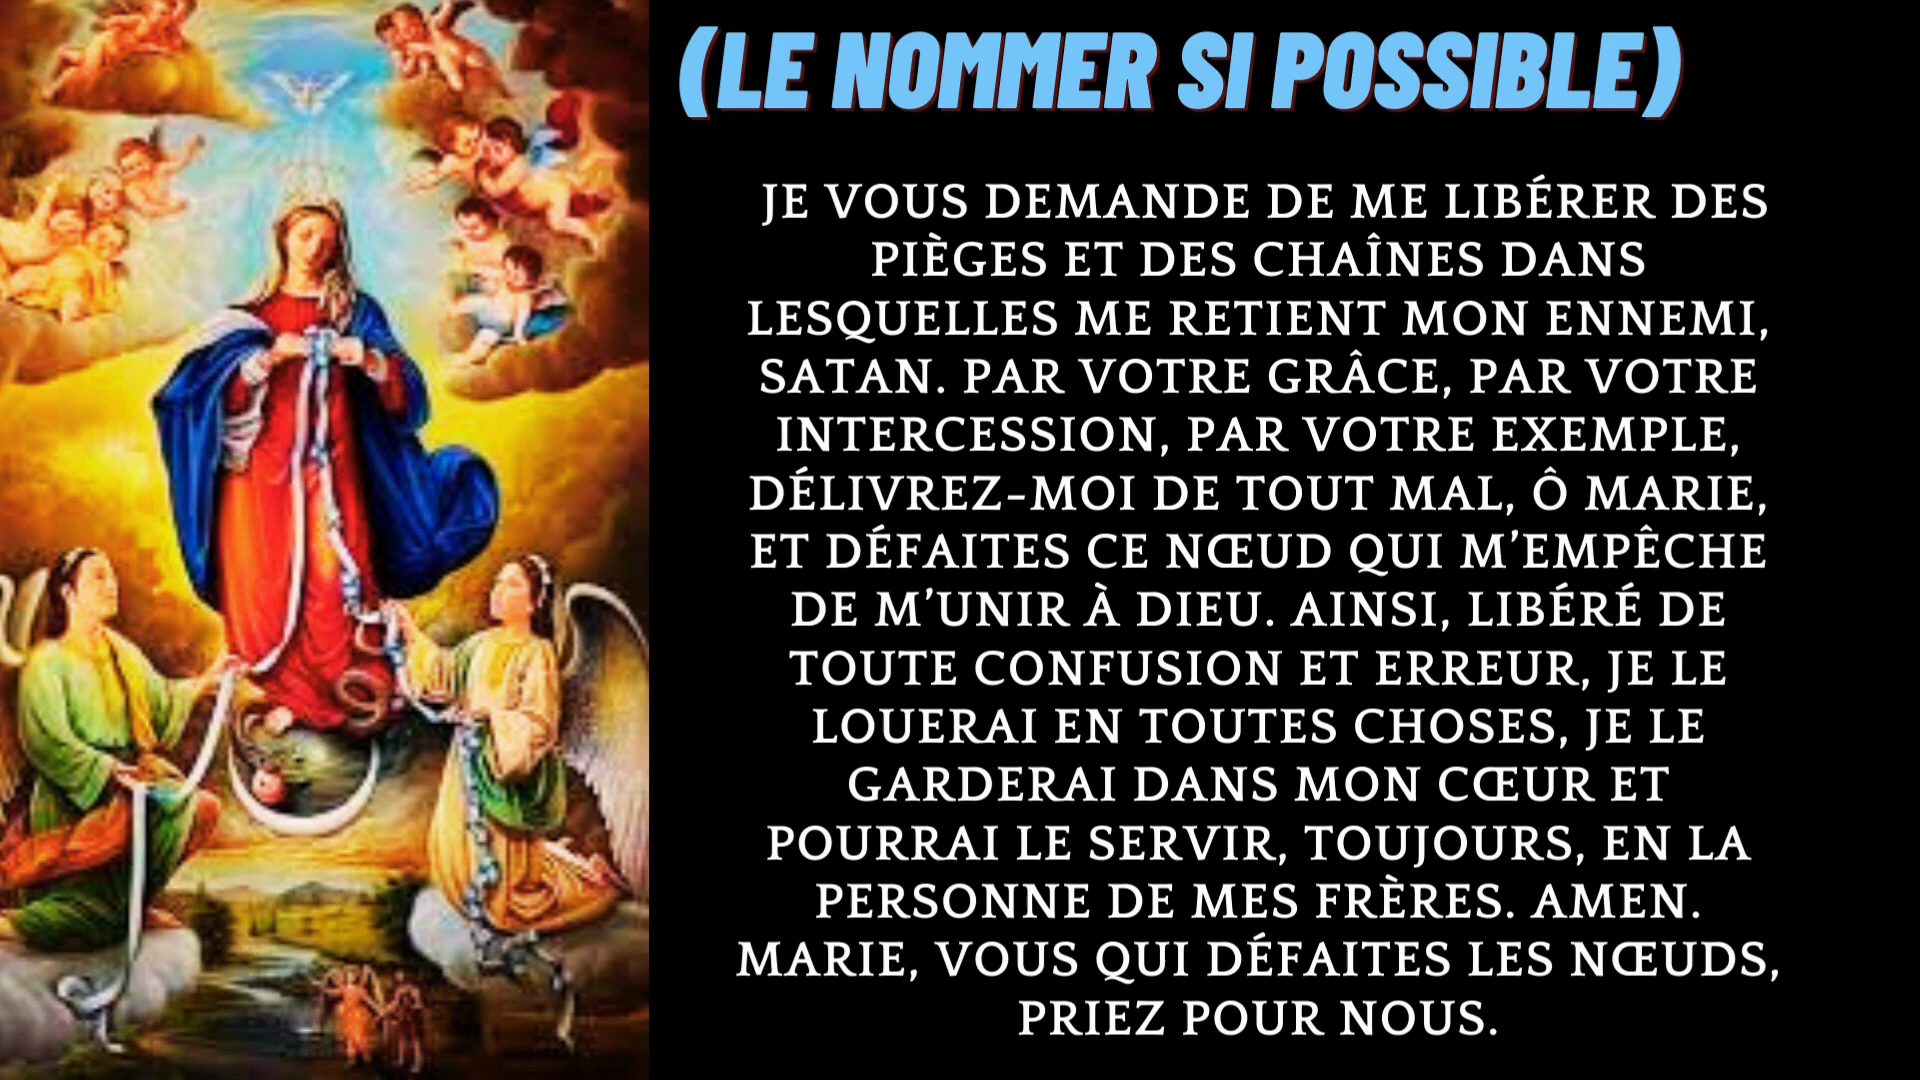 (LE NOMMER SI POSSIBLE)
JE VOUS DEMANDE DE ME LIBÉRER DES
PIÈGES ET DES CHAÎNES DANS
LESQUELLES ME RETIENT MON ENNEMI,
SATAN. PAR VOTRE GRÂCE, PAR VOTRE
INTERCESSION, PAR VOTRE EXEMPLE,
DÉLIVREZ-MOI DE TOUT MAL, Ô MARIE,
ET DÉFAITES CE NŒUD QUI M’EMPÊCHE
DE M’UNIR À DIEU. AINSI, LIBÉRÉ DE
TOUTE CONFUSION ET ERREUR, JE LE
LOUERAI EN TOUTES CHOSES, JE LE
GARDERAI DANS MON CŒUR ET
POURRAI LE SERVIR, TOUJOURS, EN LA
PERSONNE DE MES FRÈRES. AMEN.
MARIE, VOUS QUI DÉFAITES LES NŒUDS,
PRIEZ POUR NOUS.